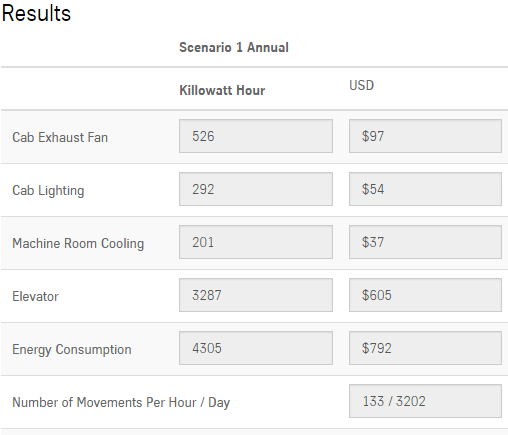 Results
Scenario 1 Annual
Killowatt Hour USD
Cab Exhaust Fan 526 $97
Cab Lighting 292 $54
Machine Room Cooling 201 $37
Elevator 3287 $605
Energy Consumption 4305 $792
Number of Movements Per Hour / Day 133 / 3202